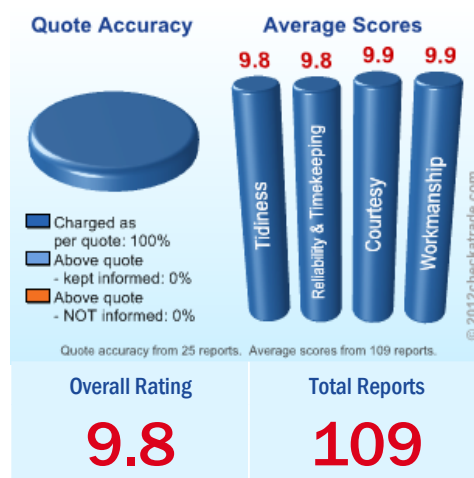 Quote Accuracy
Average Scores
9.8
9.8
9.9
9.9
Tidiness
Reliability & Timekeeping
Courtesy
Workmanship
Charged as
per quote: 100%
Above quote
- kept informed: 0%
Above quote
- NOT informed: 0%
© 2012checkatrade.com
Quote accuracy from 25 reports. Average scores from 109 reports.
Overall Rating
9.8
Total Reports
109